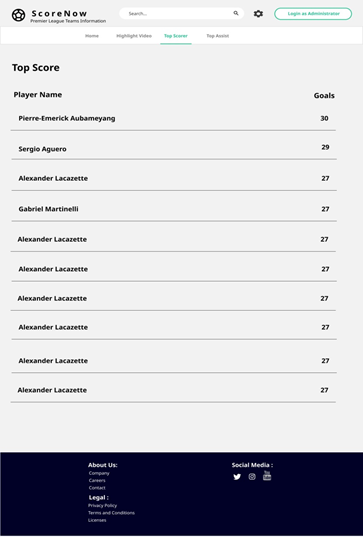 ScoreNow
Premier League Teams Information
Search...
Login as Administrator
Home Highlight Video Top Scores Top Assist
Top Score
Player Name Goals
Pierre-Emerick Aubameyang 30
Sergio Aguero 29
Alexander Lacazette 27
Gabriel Martinelli 27
Alexander Lacazette 27
Alexander Lacazette 27
Alexander Lacazette 27
Alexander Lacazette 27
Alexander Lacazette 27
Alexander Lacazette 27
About Us: Social Media :
Company
Careers
Contact
Legal :
Privacy Policy
Terms and Conditions
Licenses